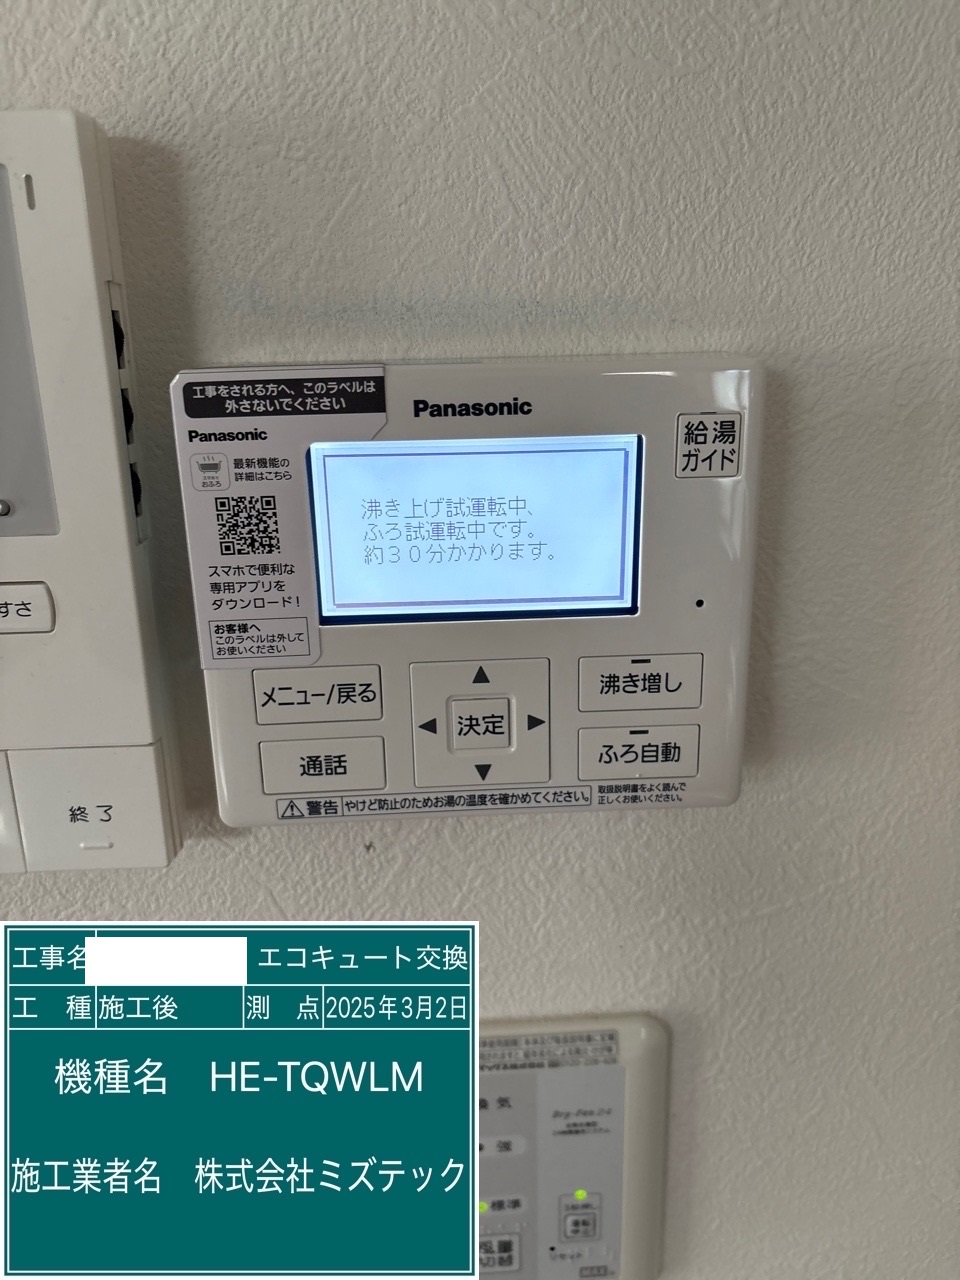 工事をされる方へ、このラベルは
外さないでください
Panasonic
Panasonic
給湯
ガイド
最新機能の
詳細はこちら
おふろ
スマホで便利な
専用アプリを
ダウンロード！
お客様へ
このラベルは外して
お使いください
沸き上げ試運転中、
ふろ試運転中です。
約３０分かかります。
メニュー/戻る
通話
決定
沸き増し
ふろ自動
警告 やけど防止のためお湯の温度を確かめてください。
取扱説明書をよく読んで
正しくお使いください。
すさ
終了
工事名 エコキュート交換
工 種 施工後 測 点 2025年3月2日
機種名 HE-TQWLM
施工業者名 株式会社ミズテック
換気
強
標準
MAX